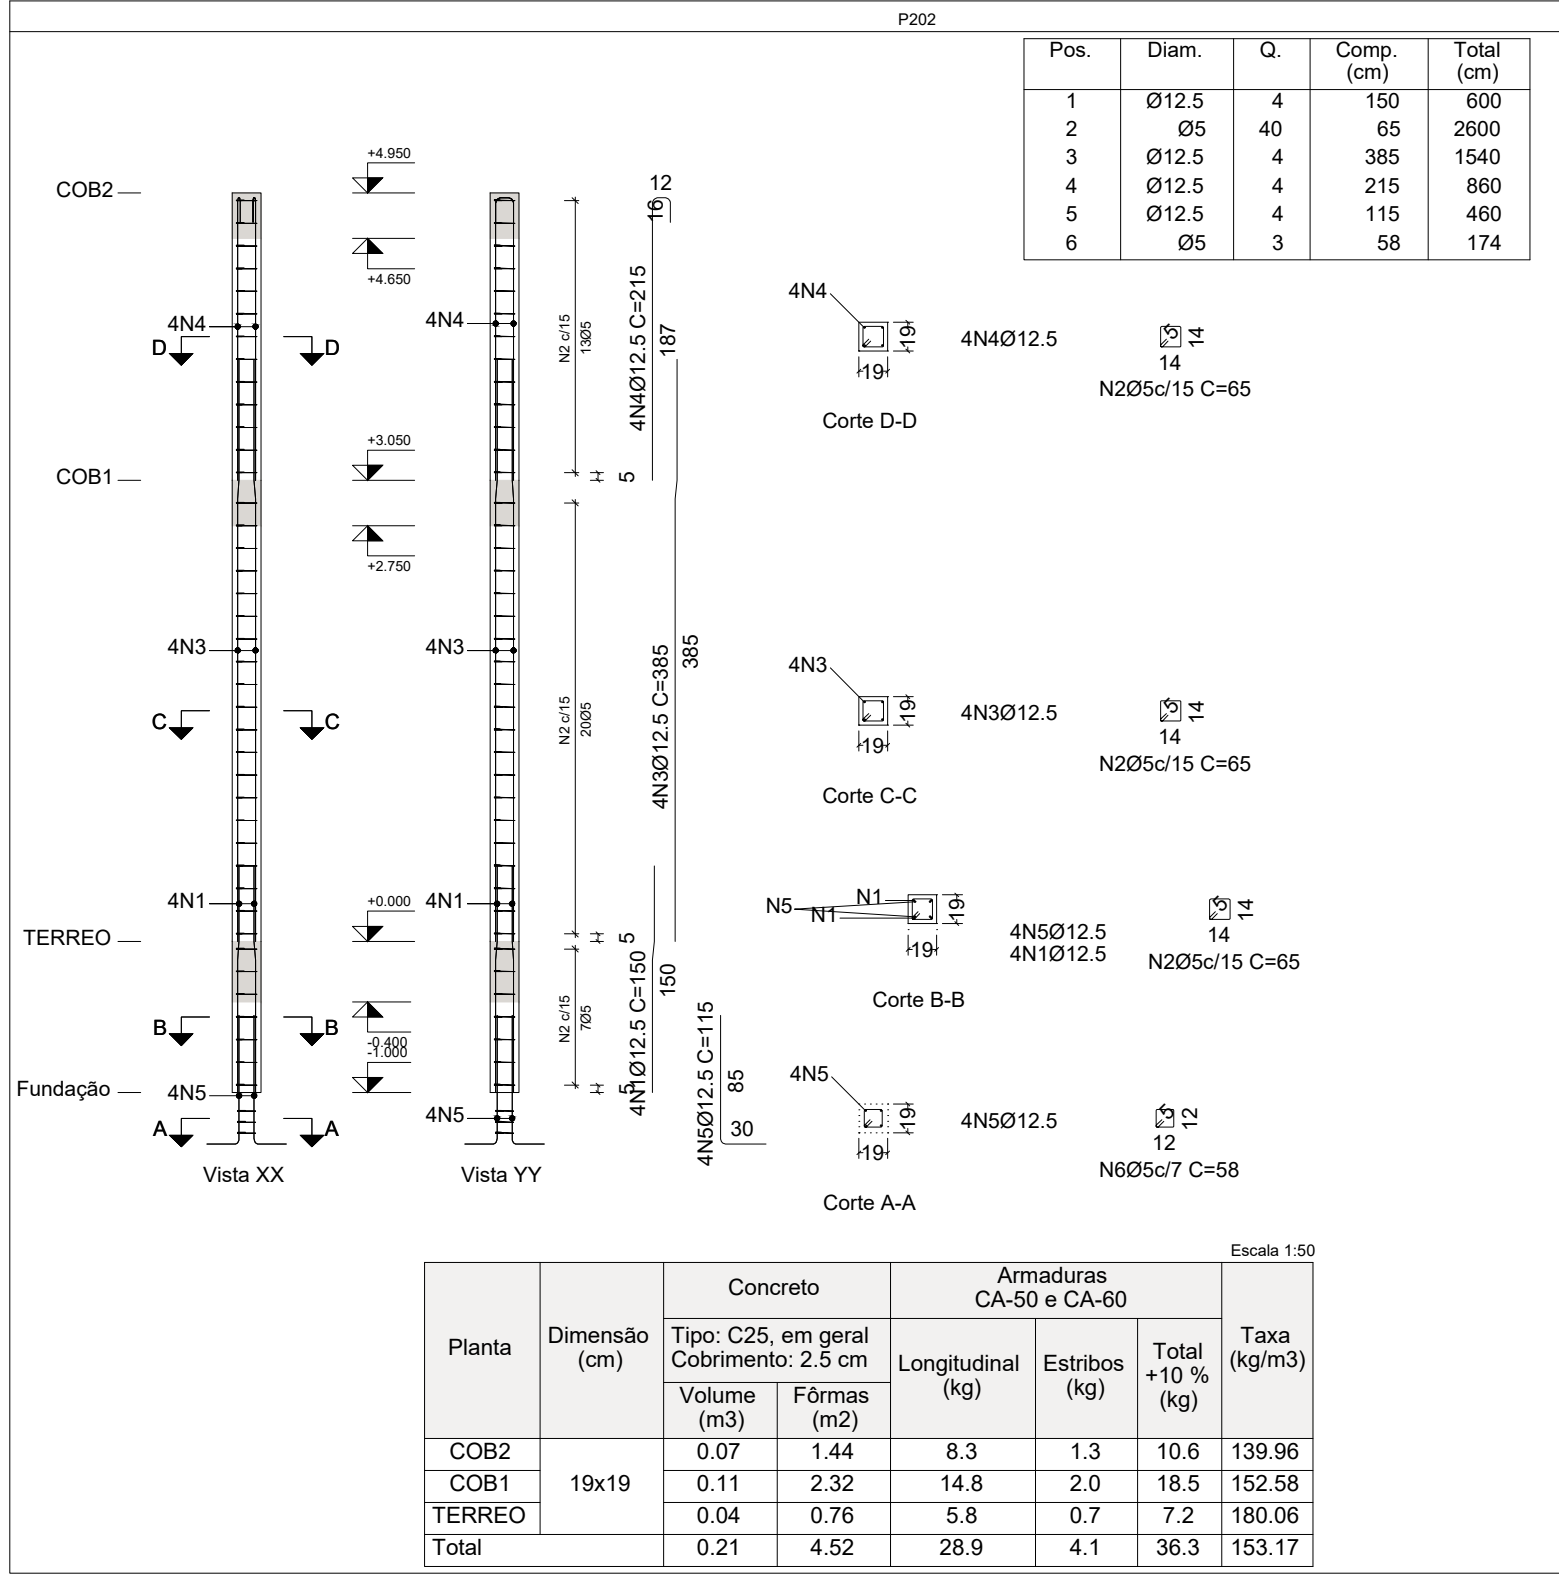 P202
Pos. Diam. Q. Comp. (cm) Total (cm)
1 Ø12.5 4 150 600
2 Ø5 40 65 2600
3 Ø12.5 4 385 1540
4 Ø12.5 4 215 860
5 Ø12.5 4 115 460
6 Ø5 3 58 174
COB2
+4.950
+4.650
4N4
D D
COB1
+3.050
+2.750
4N3
C C
4N1
TERREO
+0.000
-0.400
B B
-1.000
Fundação
4N5
A A
Vista XX
4N4
4N3
4N1
4N5
Vista YY
N2 c/15
13Ø5
5
N2 c/15
20Ø5
5
N2 c/15
7Ø5
5
12
16
4N4Ø12.5 C=215
187
4N3Ø12.5 C=385
385
4N1Ø12.5 C=150
150
4N5Ø12.5 C=115
85
30
4N4
19
19
4N4Ø12.5
Corte D-D
5
14
14
N2Ø5c/15 C=65
4N3
19
19
4N3Ø12.5
Corte C-C
5
14
14
N2Ø5c/15 C=65
N5
N1
N1
19
19
4N5Ø12.5
4N1Ø12.5
Corte B-B
5
14
14
N2Ø5c/15 C=65
4N5
19
19
4N5Ø12.5
Corte A-A
5
12
12
N6Ø5c/7 C=58
Escala 1:50
Planta
Dimensão
(cm)
Concreto
Tipo: C25, em geral
Cobrimento: 2.5 cm
Volume
(m3)
Fôrmas
(m2)
Armaduras
CA-50 e CA-60
Longitudinal
(kg)
Estribos
(kg)
Total
+10 %
(kg)
Taxa
(kg/m3)
COB2 19x19 0.07 1.44 8.3 1.3 10.6 139.96
COB1 0.11 2.32 14.8 2.0 18.5 152.58
TERREO 0.04 0.76 5.8 0.7 7.2 180.06
Total 0.21 4.52 28.9 4.1 36.3 153.17